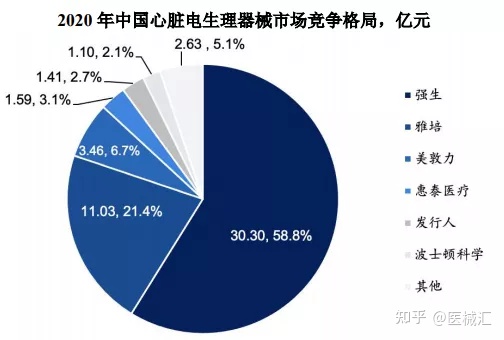 2020 年中国心脏电生理器械市场竞争格局，亿元
1.10, 2.1%
2.63, 5.1%
1.41, 2.7%
1.59, 3.1%
3.46, 6.7%
11.03, 21.4%
30.30, 58.8%
强生
雅培
美敦力
惠泰医疗
发行人
波士顿科学
其他
知乎 @医械汇